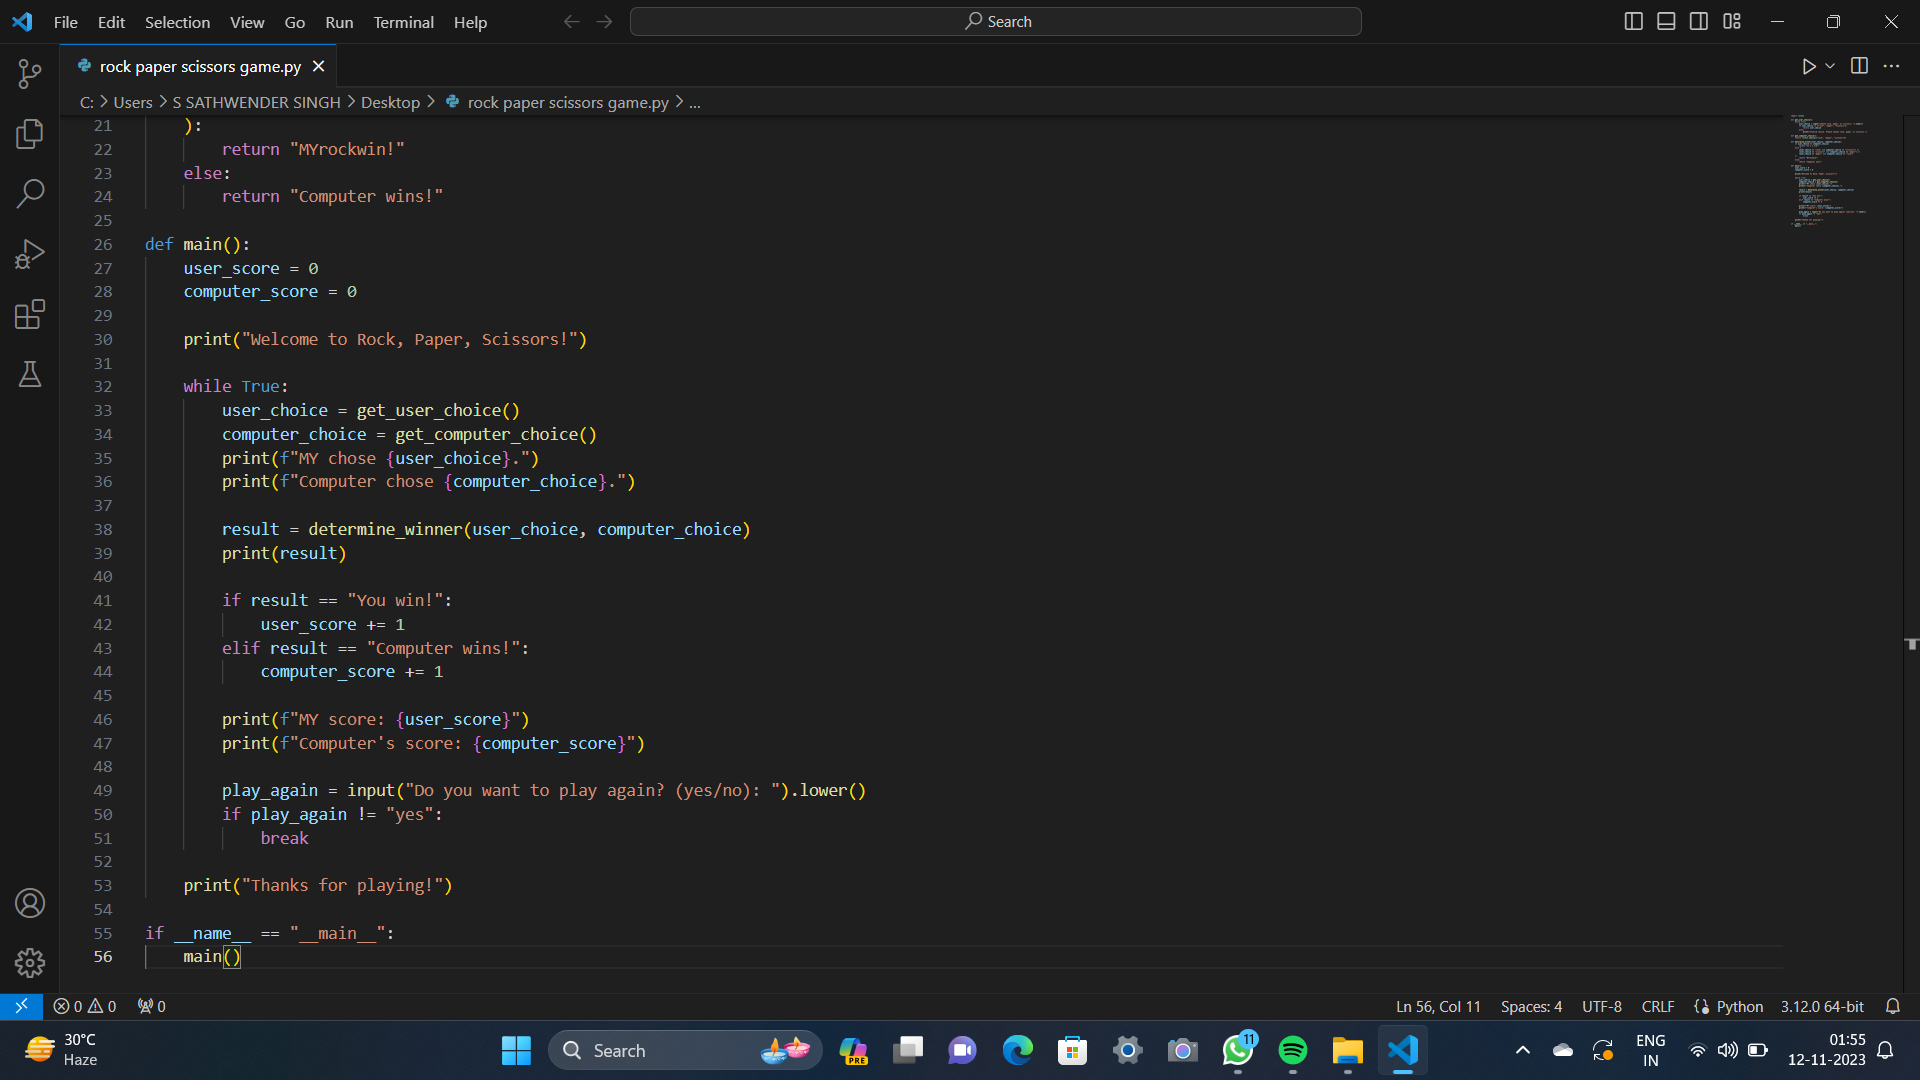 File Edit Selection View Go Run Terminal Help Search
rock paper scissors game.py
C: > Users > S SATHWENDER SINGH > Desktop > rock paper scissors game.py > ...
21 ):
22 return "MYrockwin!"
23 else:
24 return "Computer wins!"
25
26 def main():
27 user_score = 0
28 computer_score = 0
29
30 print("Welcome to Rock, Paper, Scissors!")
31
32 while True:
33 user_choice = get_user_choice()
34 computer_choice = get_computer_choice()
35 print(f"MY chose {user_choice}.")
36 print(f"Computer chose {computer_choice}.")
37
38 result = determine_winner(user_choice, computer_choice)
39 print(result)
40
41 if result == "You win!":
42 user_score += 1
43 elif result == "Computer wins!":
44 computer_score += 1
45
46 print(f"MY score: {user_score}")
47 print(f"Computer's score: {computer_score}")
48
49 play_again = input("Do you want to play again? (yes/no): ").lower()
50 if play_again != "yes":
51 break
52
53 print("Thanks for playing!")
54
55 if __name__ == "__main__":
56 main()
0 0 0 Ln 56, Col 11 Spaces: 4 UTF-8 CRLF Python 3.12.0 64-bit
30°C
Haze
Search
PRE
11
ENG
IN
01:55
12-11-2023